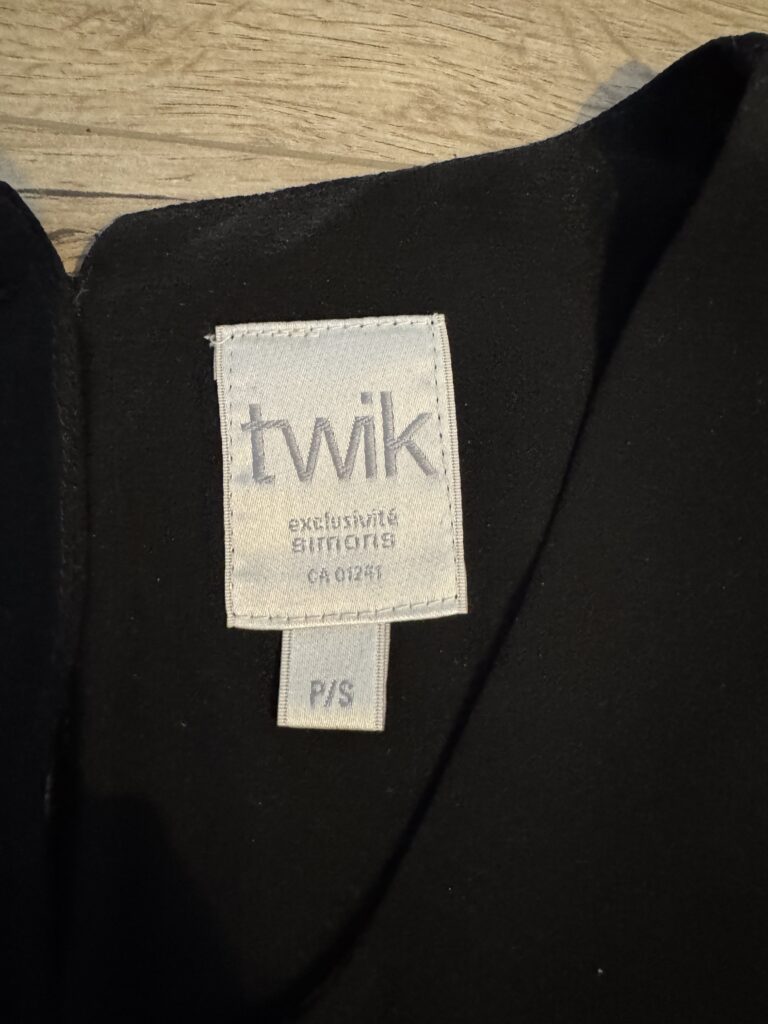 twik
exclusivité
simons
CA 01241
P/S